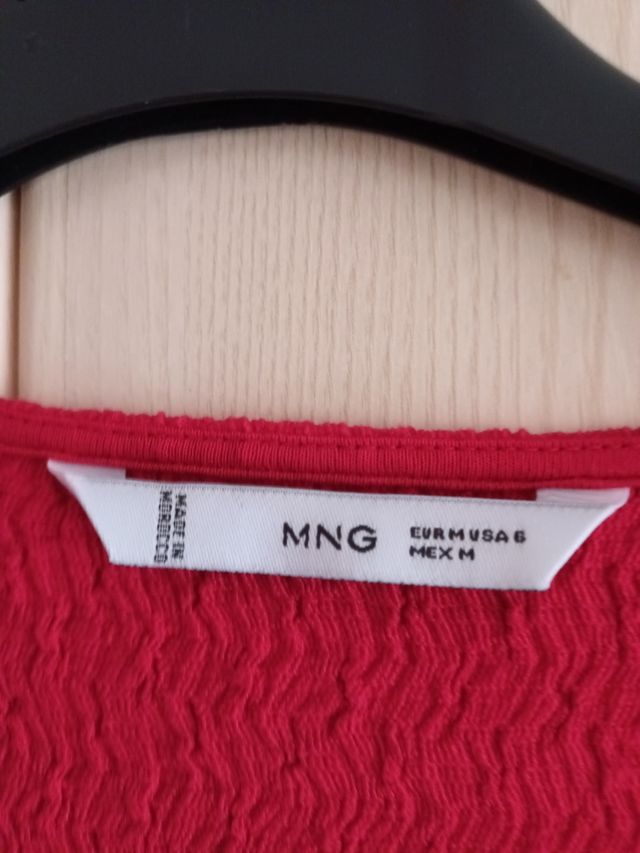 MADE IN
MOROCCO
MNG
EUR M USA 6
MEX M